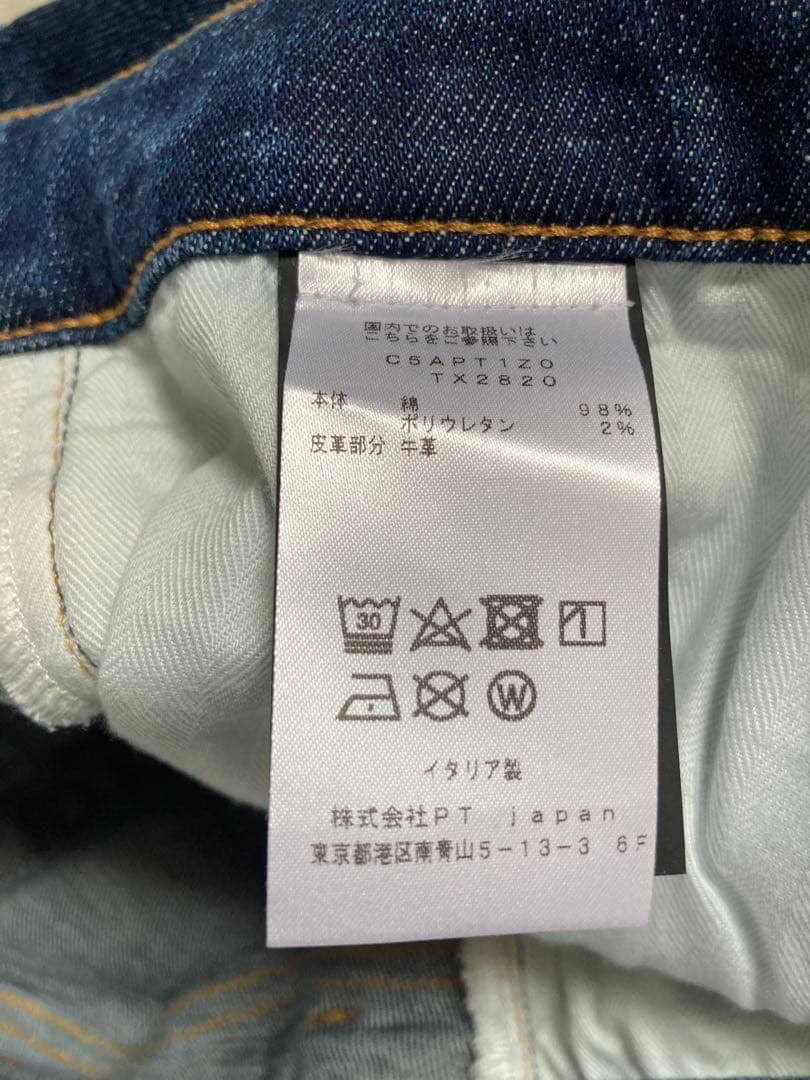 国内でのお取扱いは
こちらをご参照下さい
C5APT1Z0
TX2820
本体 綿 98%
ポリウレタン 2%
皮革部分 牛革
30
W
イタリア製
株式会社PT japan
東京都港区南青山5-13-3 6F